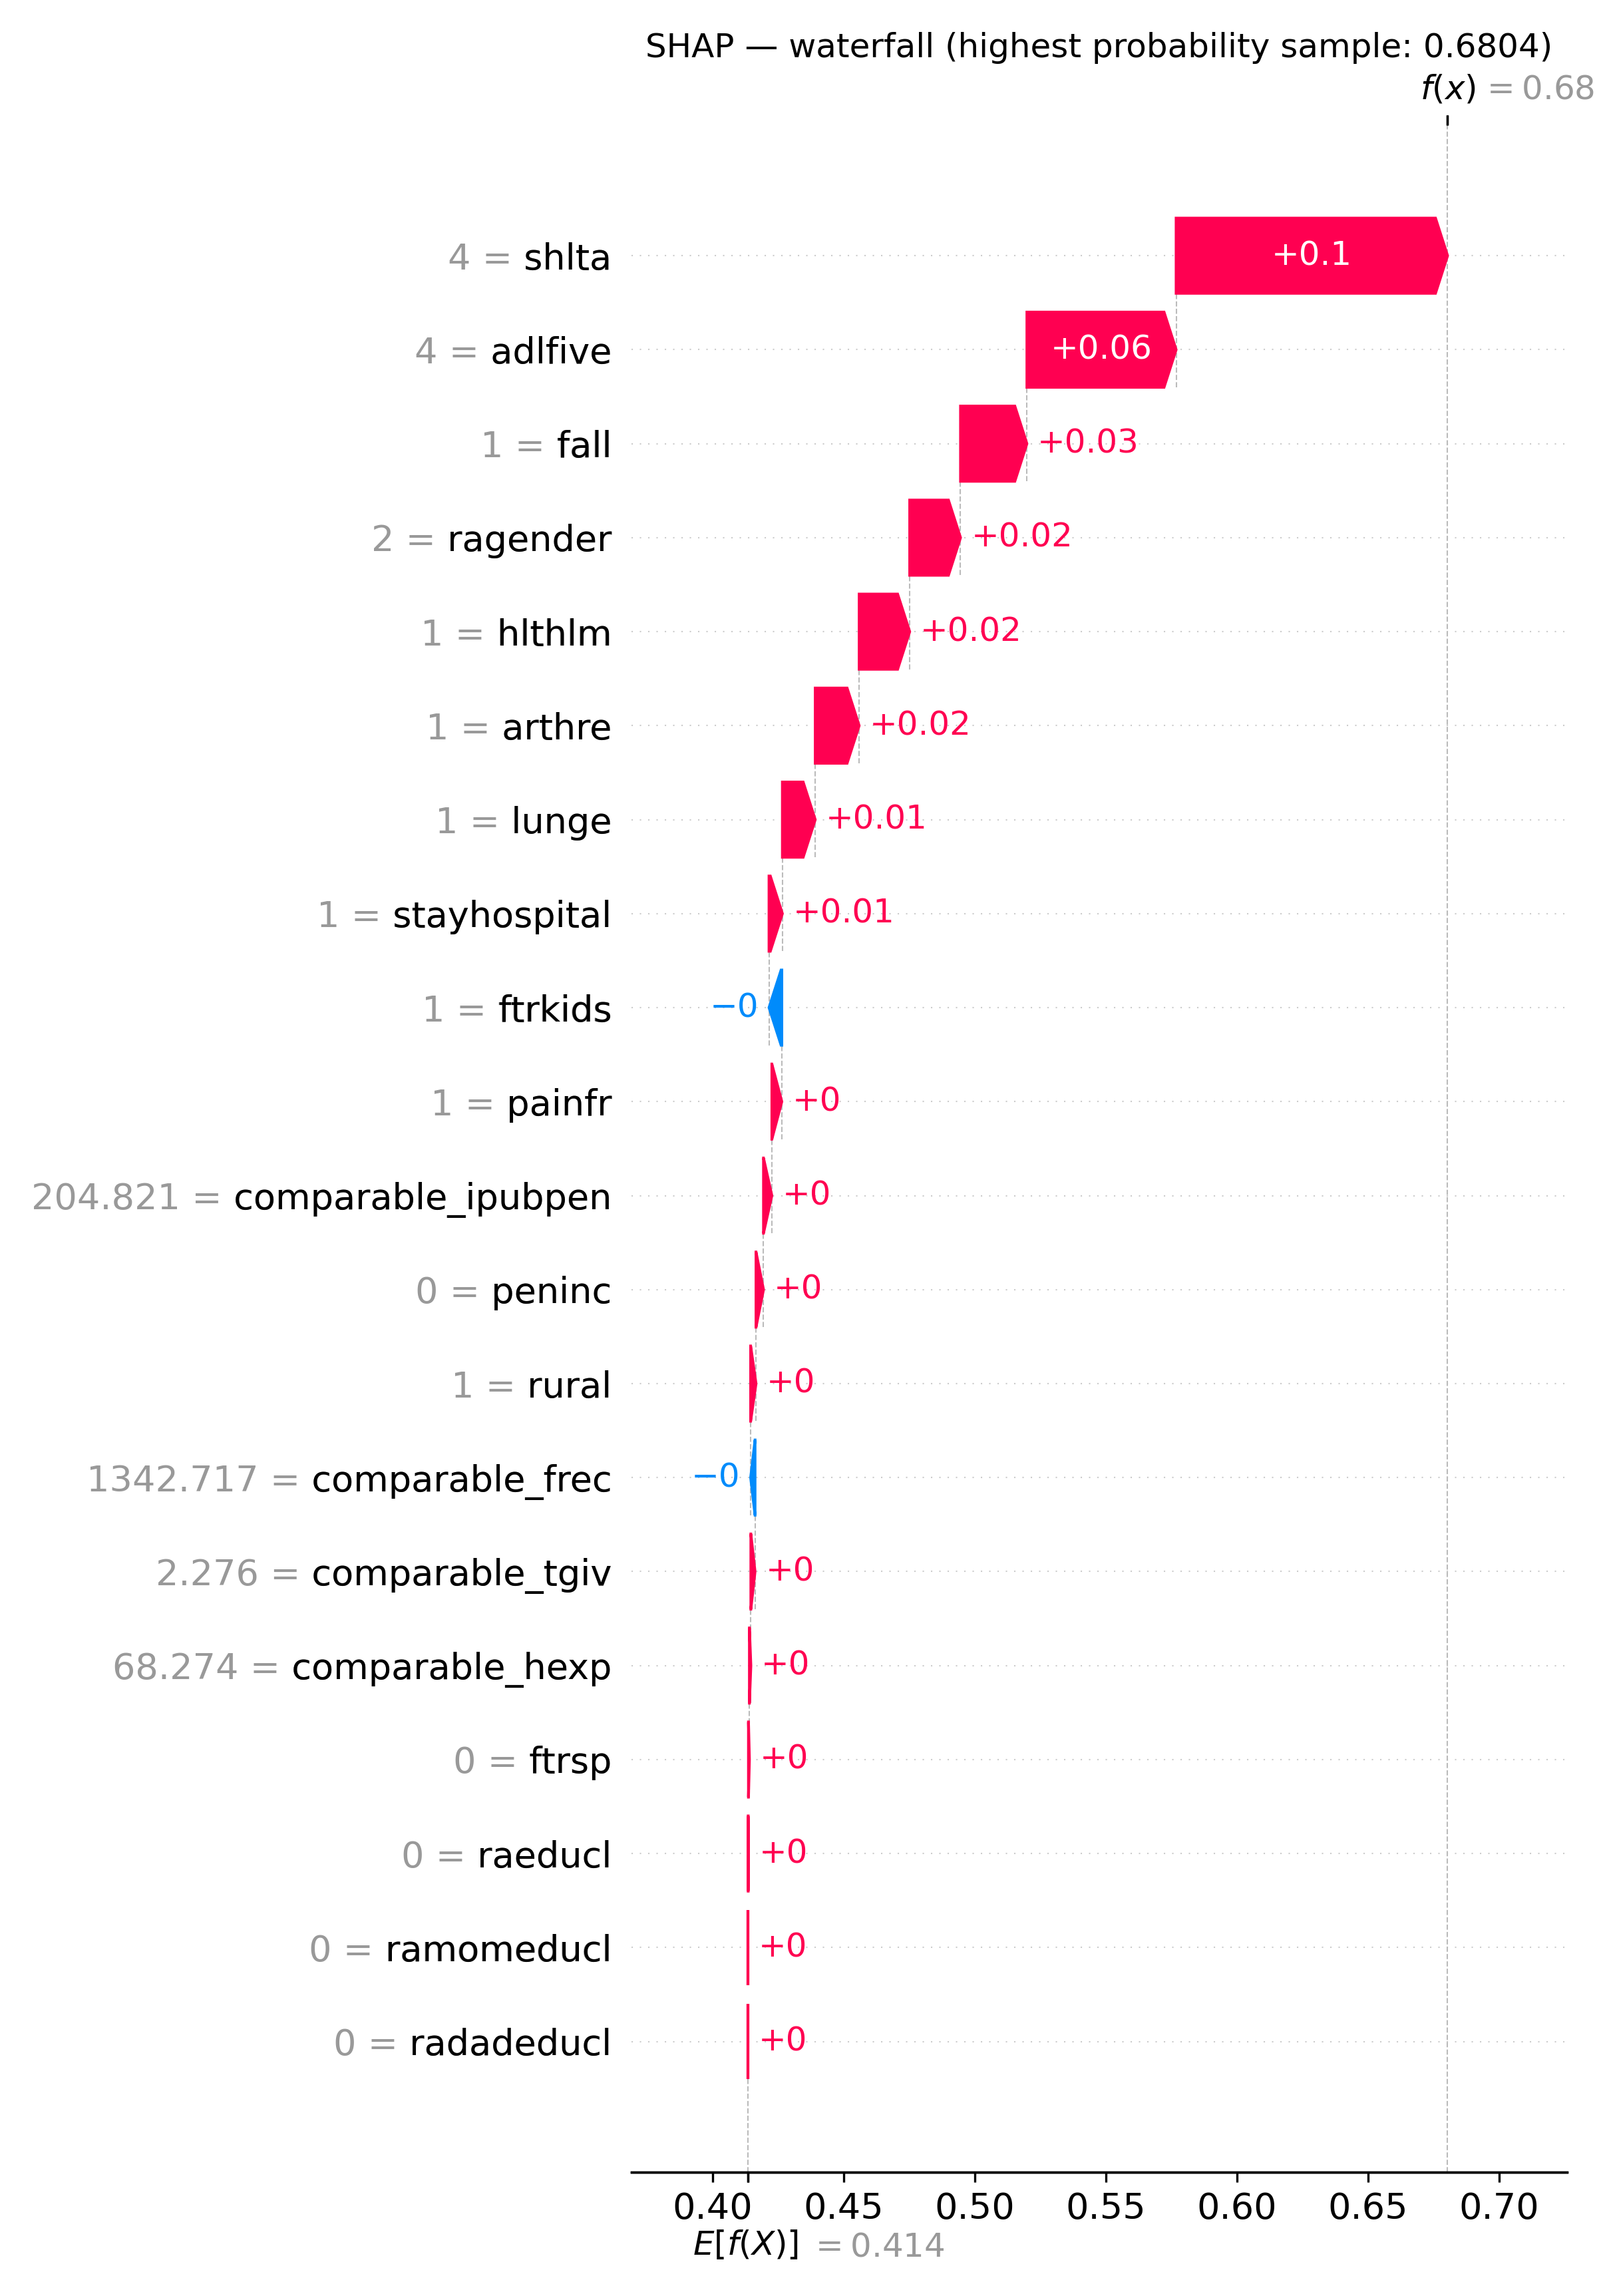 SHAP — waterfall (highest probability sample: 0.6804)
f(x) = 0.68
4 = shlta +0.1
4 = adlfive +0.06
1 = fall +0.03
2 = ragender +0.02
1 = hlthlm +0.02
1 = arthre +0.02
1 = lunge +0.01
1 = stayhospital +0.01
1 = ftrkids −0
1 = painfr +0
204.821 = comparable_ipubpen +0
0 = peninc +0
1 = rural +0
1342.717 = comparable_frec −0
2.276 = comparable_tgiv +0
68.274 = comparable_hexp +0
0 = ftrsp +0
0 = raeducl +0
0 = ramomeducl +0
0 = radadeducl +0
0.40 0.45 0.50 0.55 0.60 0.65 0.70
E[f(X)] = 0.414